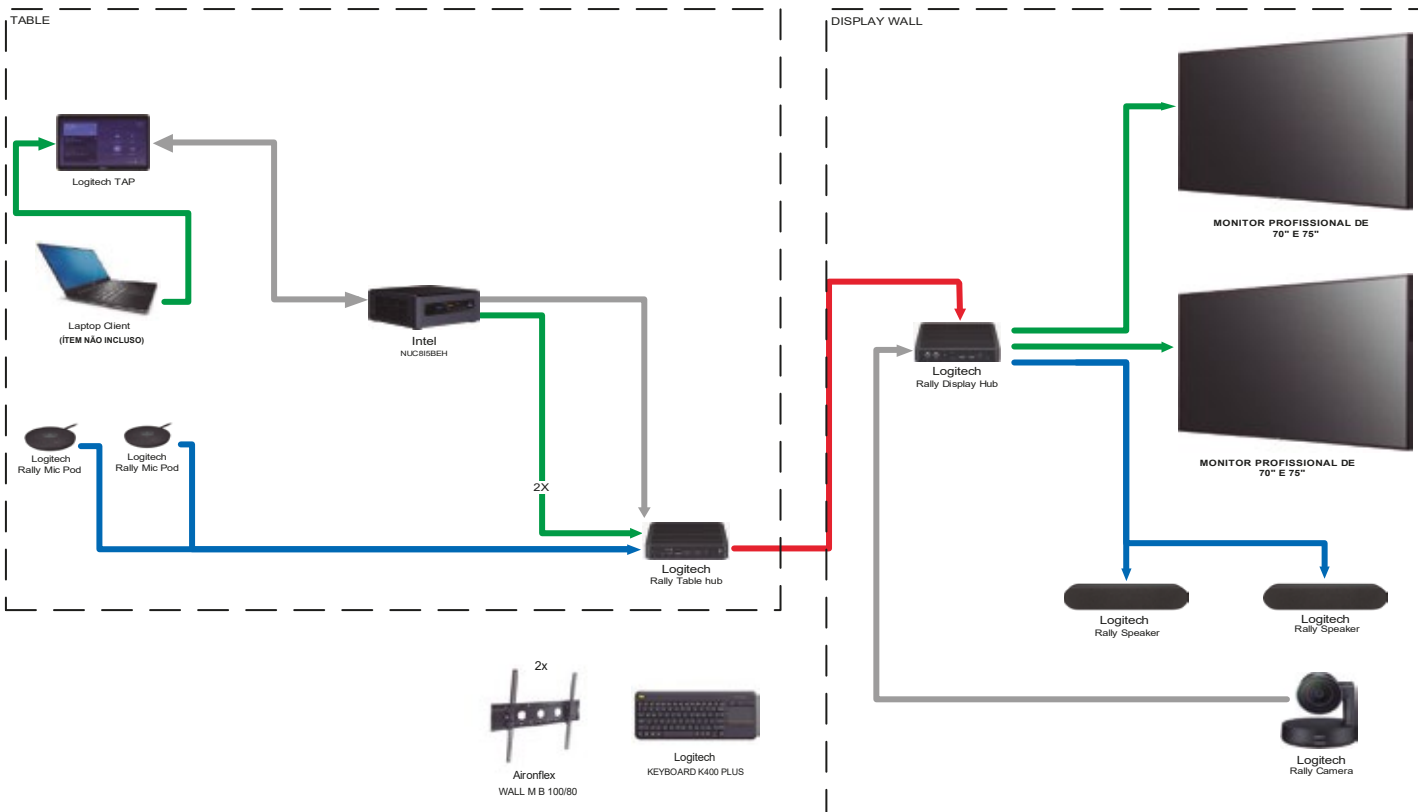 TABLE
DISPLAY WALL
Logitech TAP
MONITOR PROFISSIONAL DE
70" E 75"
Laptop Client
(ÍTEM NÃO INCLUSO)
Intel
NUC8I5BEH
Logitech
Rally Display Hub
Logitech
Rally Mic Pod
Logitech
Rally Mic Pod
MONITOR PROFISSIONAL DE
70" E 75"
2X
Logitech
Rally Table hub
Logitech
Rally Speaker
Logitech
Rally Speaker
2x
Aironflex
WALL M B 100/80
Logitech
KEYBOARD K400 PLUS
Logitech
Rally Camera